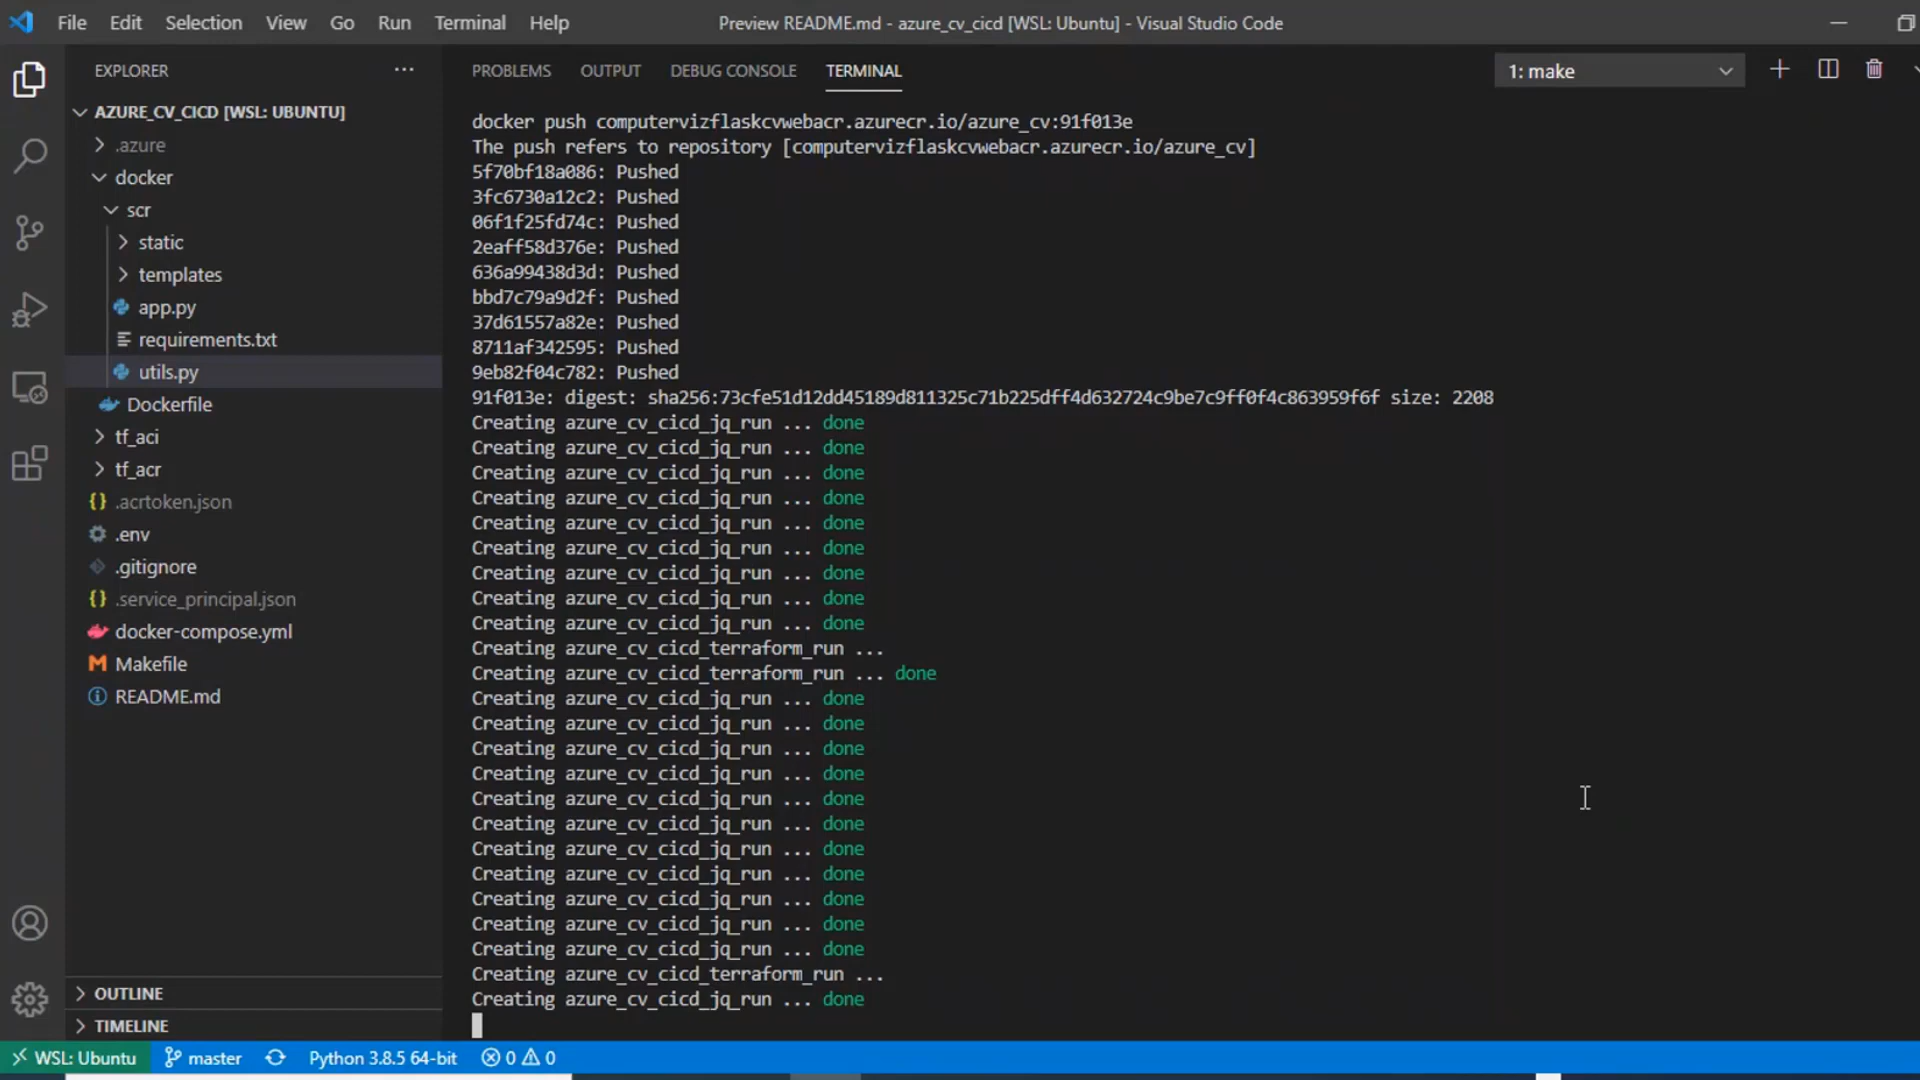 File Edit Selection View Go Run Terminal Help
Preview README.md - azure_cv_cicd [WSL: Ubuntu] - Visual Studio Code
EXPLORER
AZURE_CV_CICD [WSL: UBUNTU]
.azure
docker
scr
static
templates
app.py
requirements.txt
utils.py
Dockerfile
tf_aci
tf_acr
.acrtoken.json
.env
.gitignore
.service_principal.json
docker-compose.yml
Makefile
README.md
OUTLINE
TIMELINE
PROBLEMS OUTPUT DEBUG CONSOLE TERMINAL
1: make
docker push computervizflaskcvwebacr.azurecr.io/azure_cv:91f013e
The push refers to repository [computervizflaskcvwebacr.azurecr.io/azure_cv]
5f70bf18a086: Pushed
3fc6730a12c2: Pushed
06f1f25fd74c: Pushed
2eaff58d376e: Pushed
636a99438d3d: Pushed
bbd7c79a9d2f: Pushed
37d61557a82e: Pushed
8711af342595: Pushed
9eb82f04c782: Pushed
91f013e: digest: sha256:73cfe51d12dd45189d811325c71b225dff4d632724c9be7c9ff0f4c863959f6f size: 2208
Creating azure_cv_cicd_jq_run ... done
Creating azure_cv_cicd_jq_run ... done
Creating azure_cv_cicd_jq_run ... done
Creating azure_cv_cicd_jq_run ... done
Creating azure_cv_cicd_jq_run ... done
Creating azure_cv_cicd_jq_run ... done
Creating azure_cv_cicd_jq_run ... done
Creating azure_cv_cicd_jq_run ... done
Creating azure_cv_cicd_jq_run ... done
Creating azure_cv_cicd_terraform_run ...
Creating azure_cv_cicd_terraform_run ... done
Creating azure_cv_cicd_jq_run ... done
Creating azure_cv_cicd_jq_run ... done
Creating azure_cv_cicd_jq_run ... done
Creating azure_cv_cicd_jq_run ... done
Creating azure_cv_cicd_jq_run ... done
Creating azure_cv_cicd_jq_run ... done
Creating azure_cv_cicd_jq_run ... done
Creating azure_cv_cicd_jq_run ... done
Creating azure_cv_cicd_jq_run ... done
Creating azure_cv_cicd_jq_run ... done
Creating azure_cv_cicd_jq_run ... done
Creating azure_cv_cicd_terraform_run ...
Creating azure_cv_cicd_jq_run ... done
WSL: Ubuntu master Python 3.8.5 64-bit 0 0